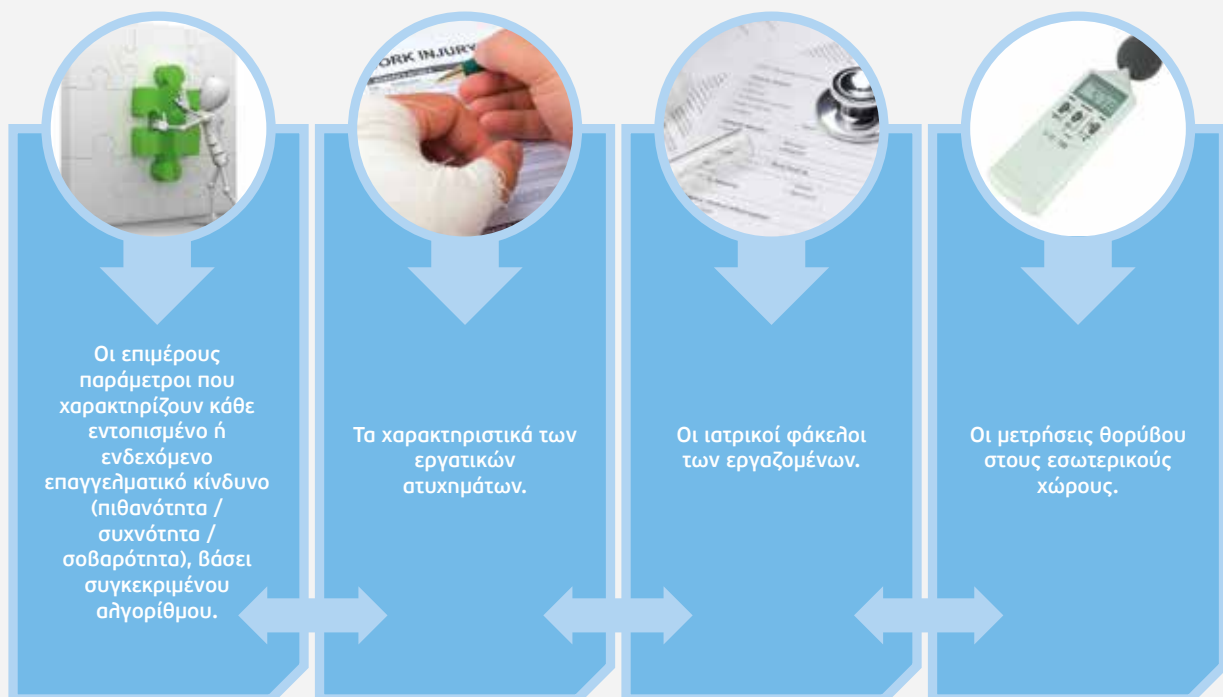 ORK INJURY
Οι επιμέρους
παράμετροι που
χαρακτηρίζουν κάθε
εντοπισμένο ή
ενδεχόμενο
επαγγελματικό κίνδυνο
(πιθανότητα /
συχνότητα /
σοβαρότητα), βάσει
συγκεκριμένου
αλγορίθμου.
Τα χαρακτηριστικά των
εργατικών
ατυχημάτων.
Οι ιατρικοί φάκελοι
των εργαζομένων.
Οι μετρήσεις θορύβου
στους εσωτερικούς
χώρους.